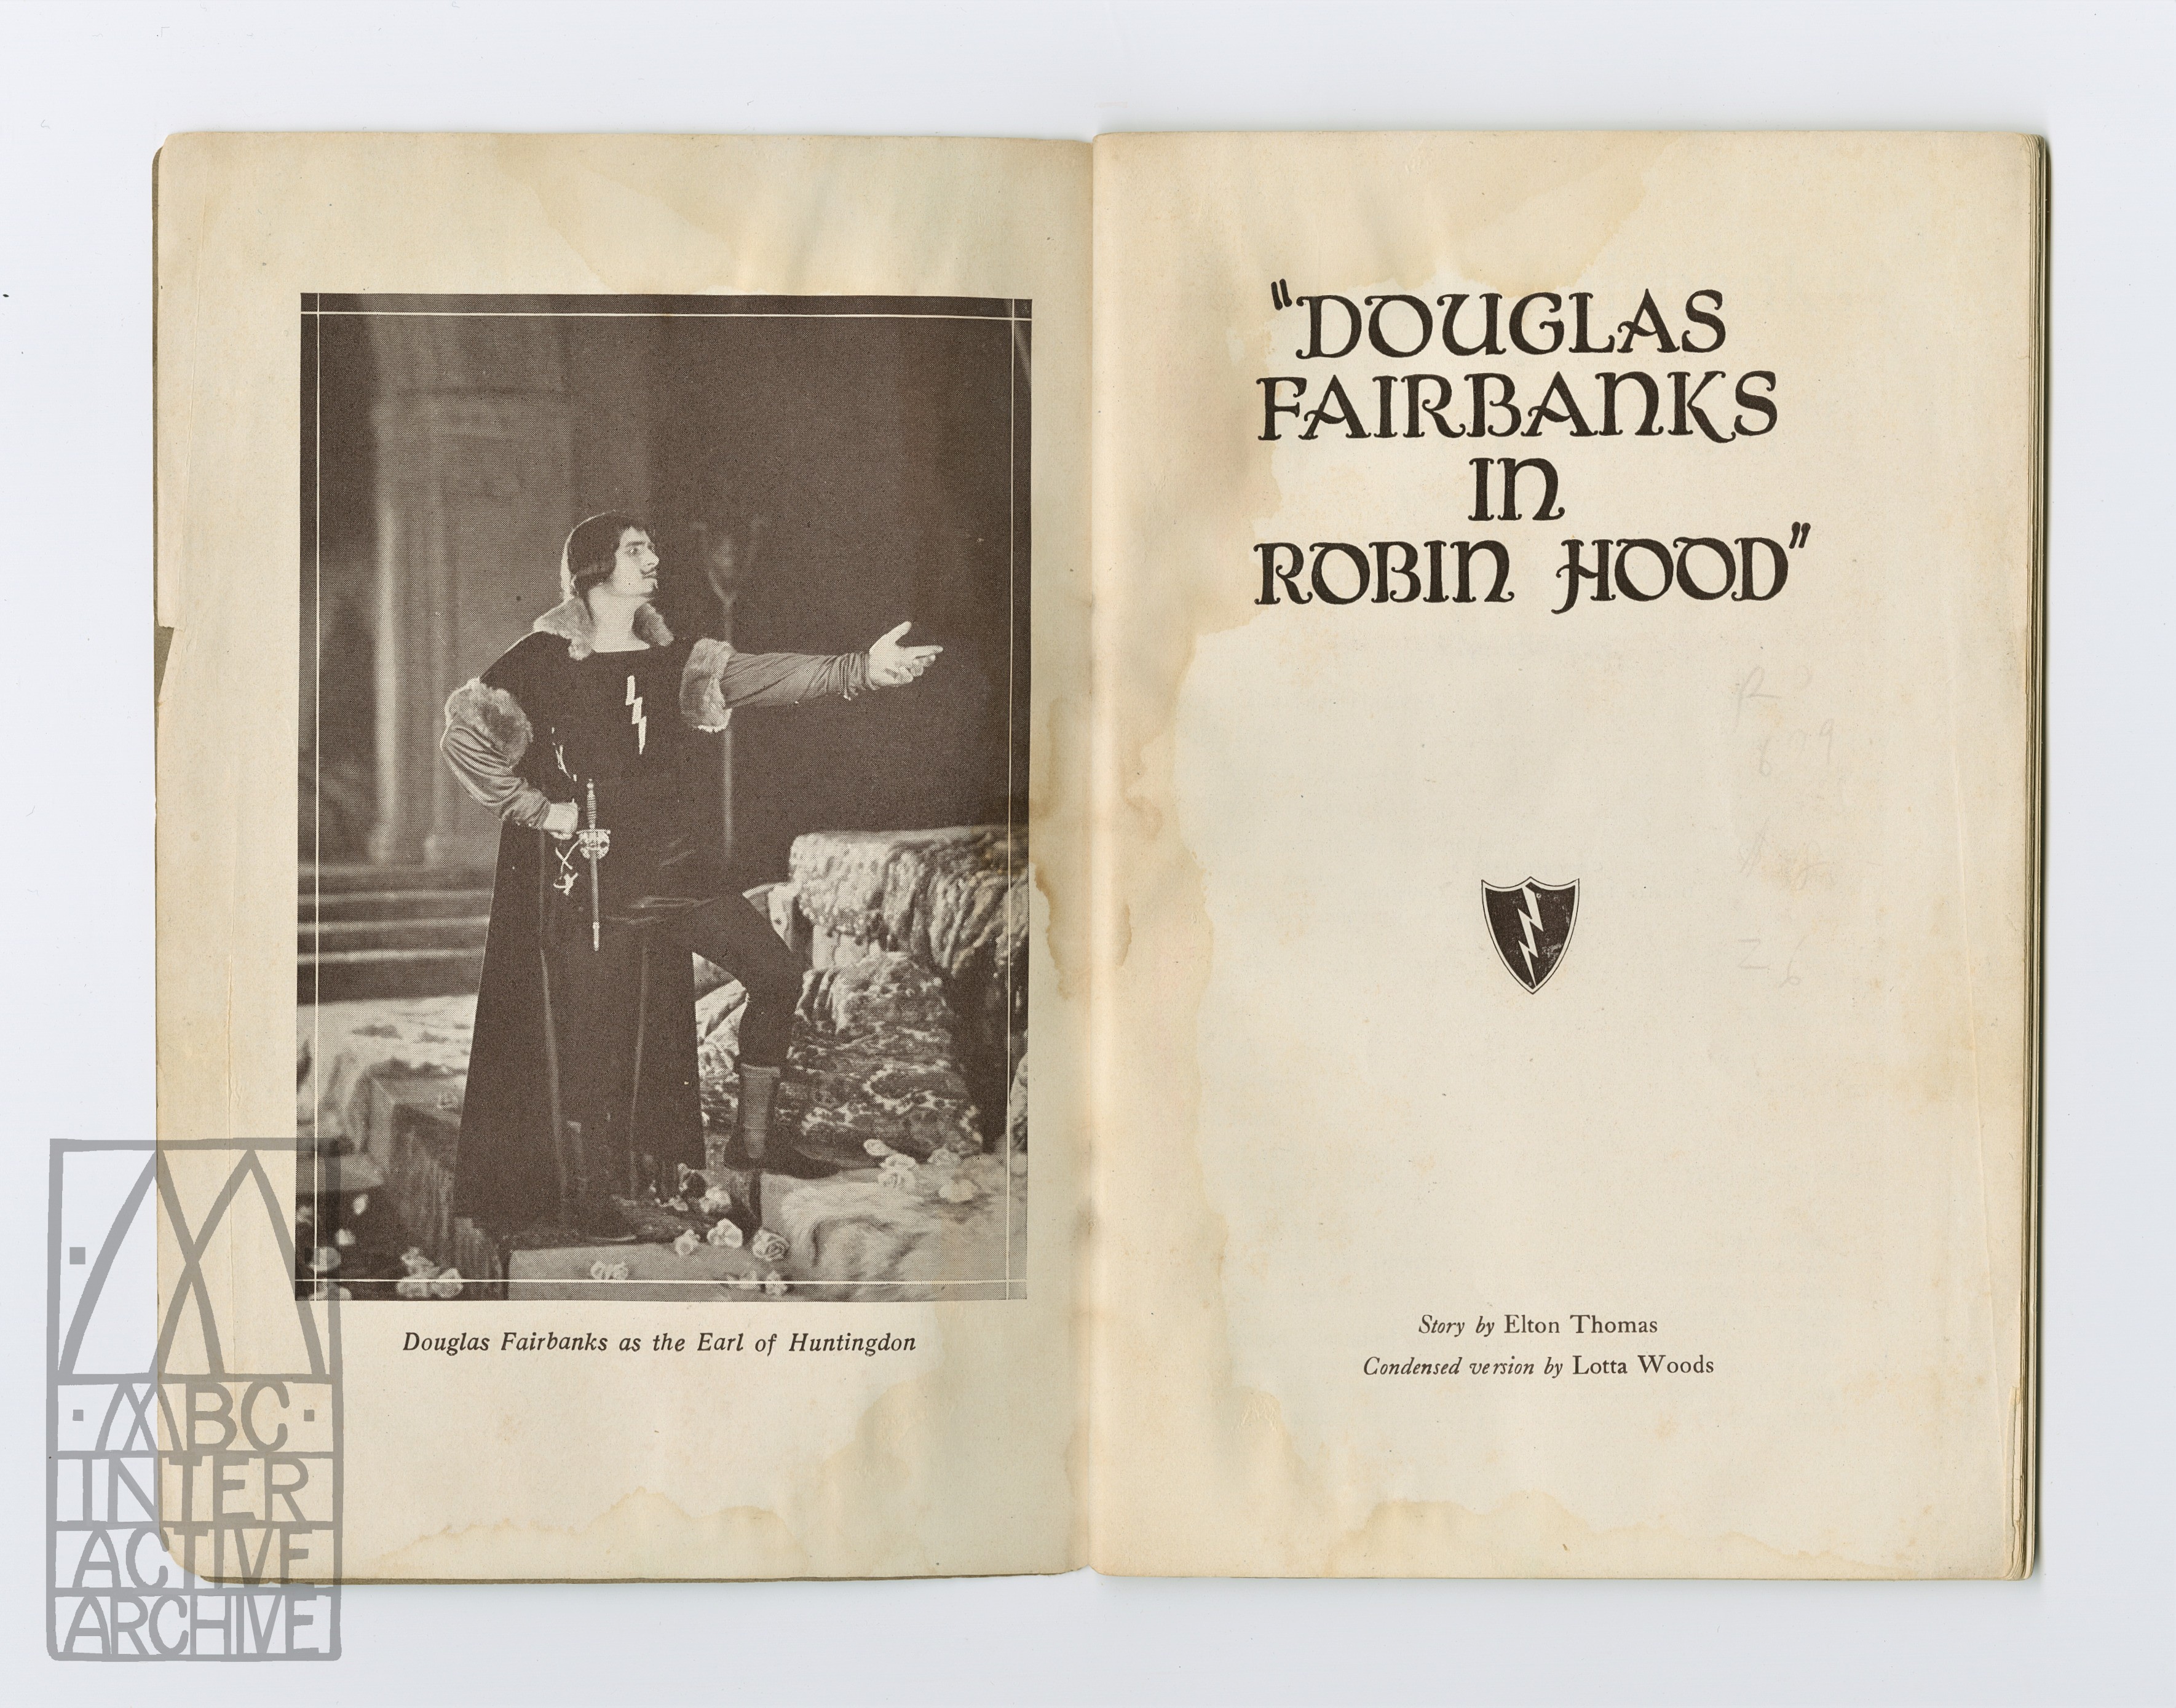 Douglas Fairbanks as the Earl of Huntingdon
"DOUGLAS
FAIRBANKS
IN
ROBIN HOOD"
Story by Elton Thomas
Condensed version by Lotta Woods
ABC
INTER
ACTIVE
ARCHIVE